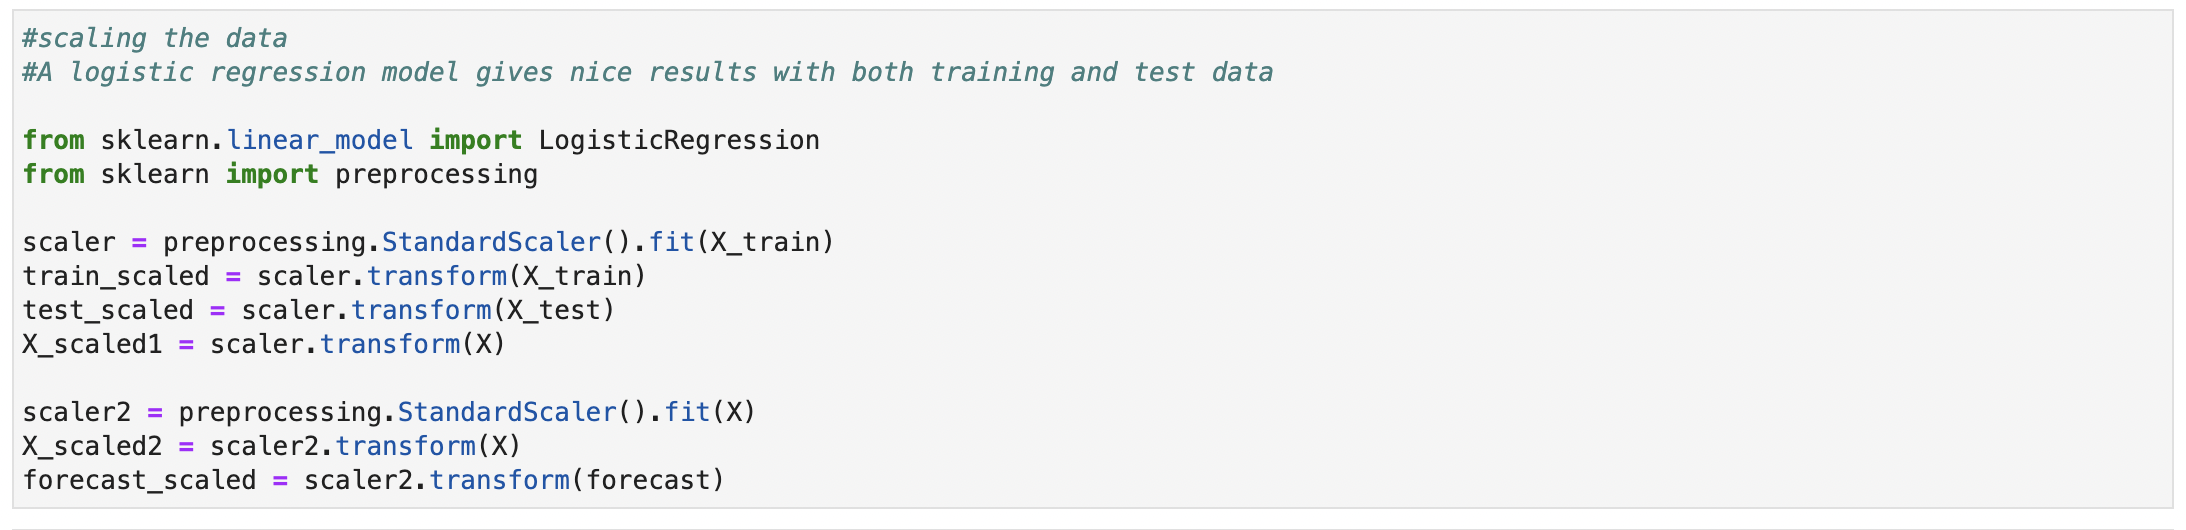 #scaling the data
#A logistic regression model gives nice results with both training and test data
from sklearn.linear_model import LogisticRegression
from sklearn import preprocessing
scaler = preprocessing.StandardScaler().fit(X_train)
train_scaled = scaler.transform(X_train)
test_scaled = scaler.transform(X_test)
X_scaled1 = scaler.transform(X)
scaler2 = preprocessing.StandardScaler().fit(X)
X_scaled2 = scaler2.transform(X)
forecast_scaled = scaler2.transform(forecast)